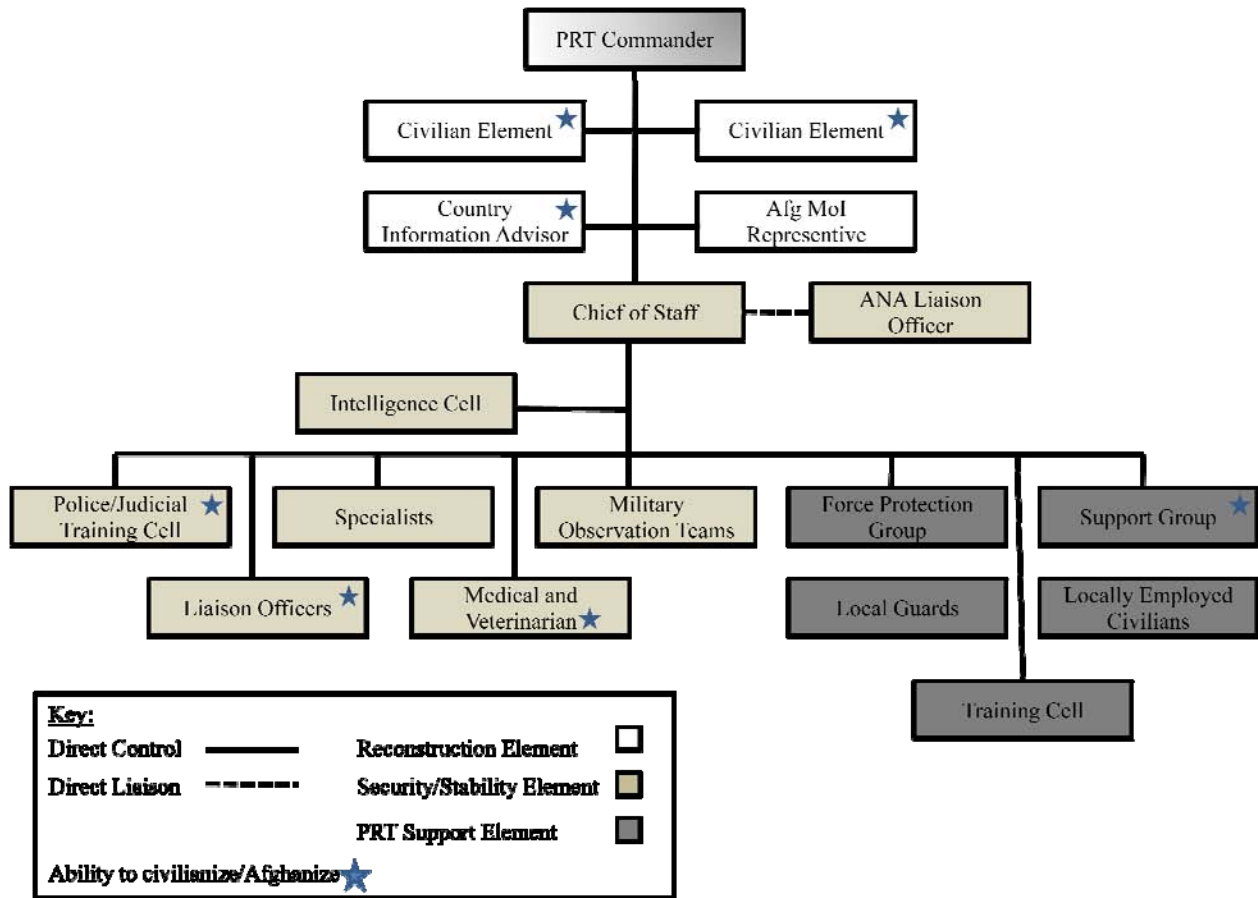 PRT Commander
Civilian Element
Civilian Element
Country
Information Advisor
Afg MoI
Representive
Chief of Staff
ANA Liaison
Officer
Intelligence Cell
Police/Judicial
Training Cell
Specialists
Military
Observation Teams
Force Protection
Group
Support Group
Liaison Officers
Medical and
Veterinarian
Local Guards
Locally Employed
Civilians
Training Cell
Key:
Direct Control
Reconstruction Element
Direct Liaison
Security/Stability Element
PRT Support Element
Ability to civilianize/Afghanize